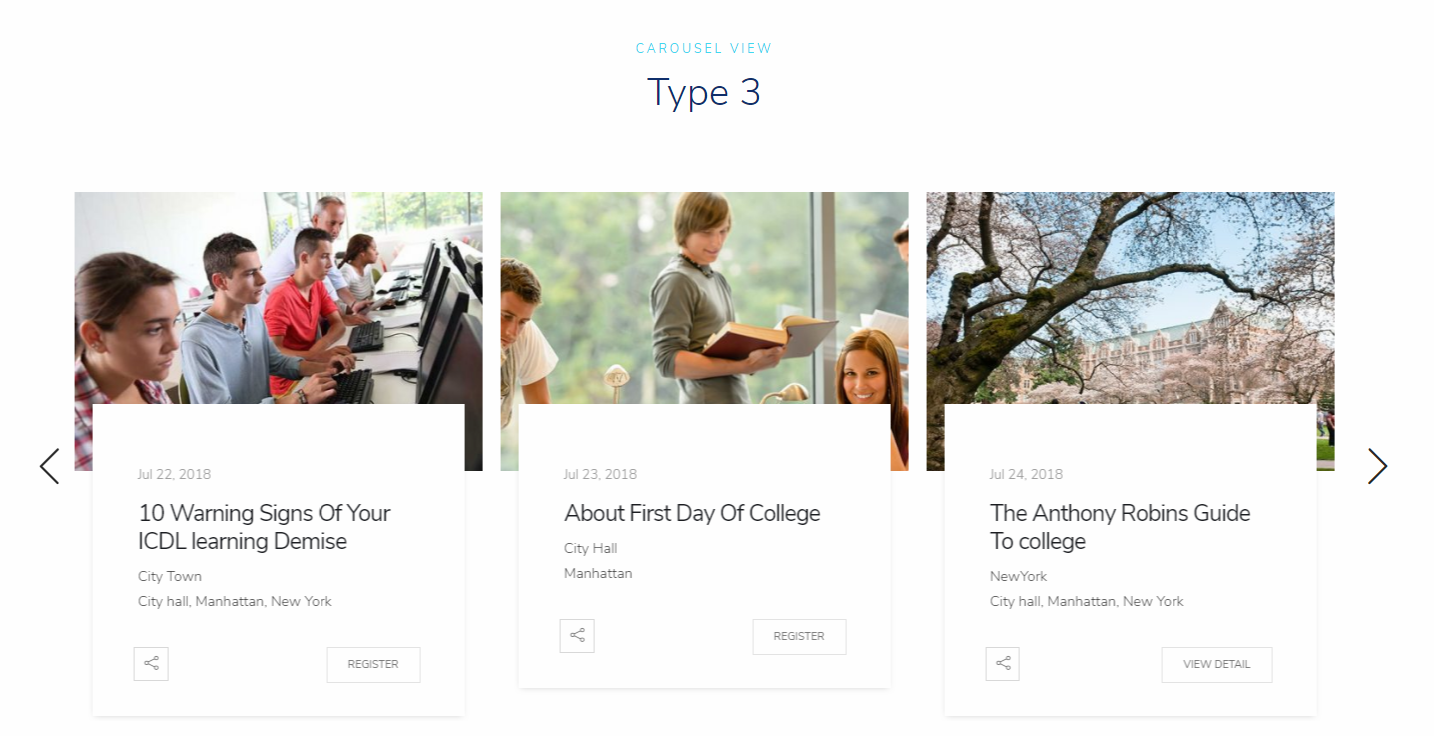 CAROUSEL VIEW
Type 3
Jul 22, 2018
10 Warning Signs Of Your
ICDL learning Demise
City Town
City hall, Manhattan, New York
REGISTER
Jul 23, 2018
About First Day Of College
City Hall
Manhattan
REGISTER
Jul 24, 2018
The Anthony Robins Guide
To college
NewYork
City hall, Manhattan, New York
VIEW DETAIL